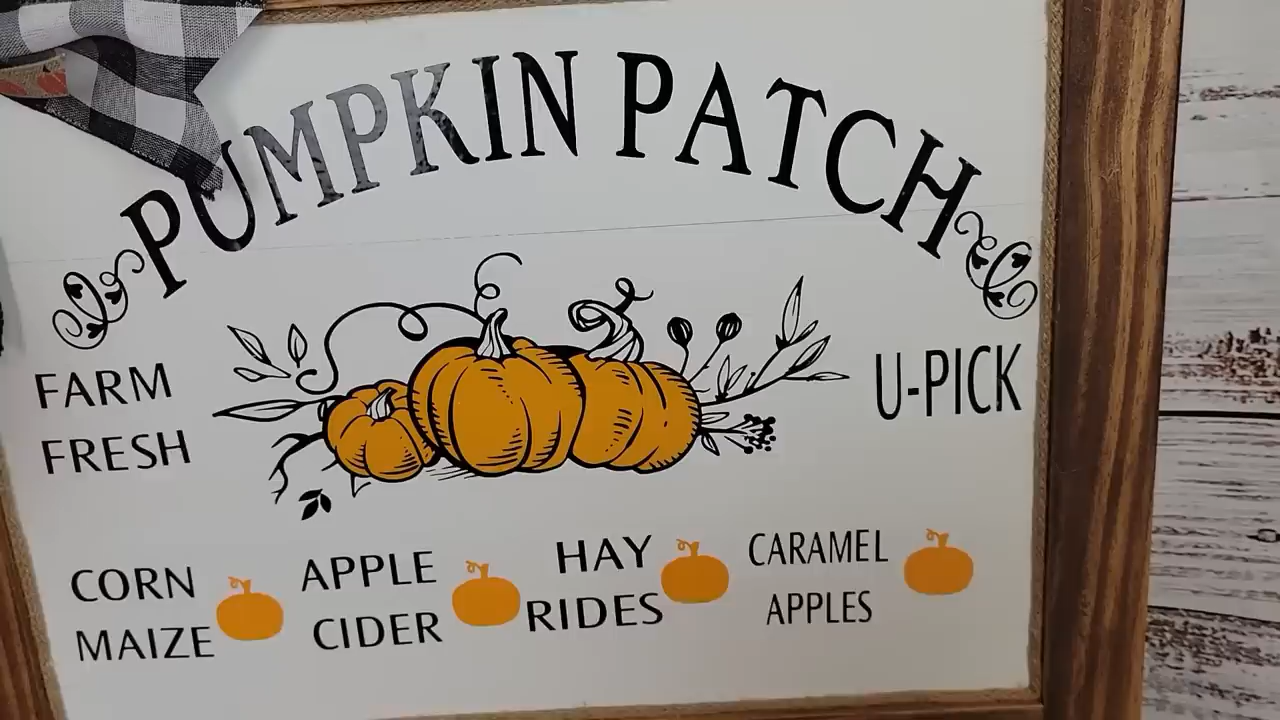 PUMPKIN PATCH
FARM
FRESH
U-PICK
CORN
MAIZE
APPLE
CIDER
HAY
RIDES
CARAMEL
APPLES